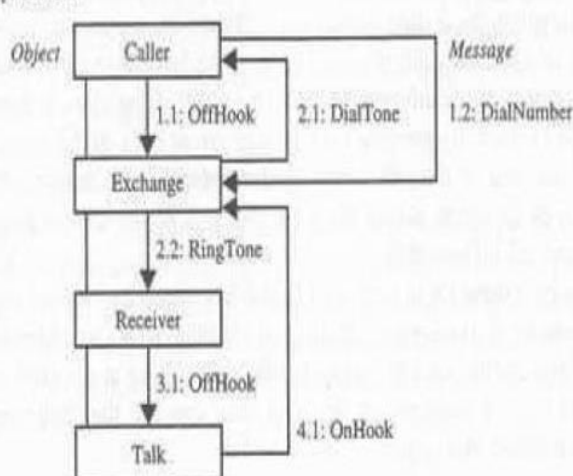 Object
Caller
Message
1.1: OffHook
2.1: DialTone
1.2: DialNumber
Exchange
2.2: RingTone
Receiver
3.1: OffHook
4.1: OnHook
Talk